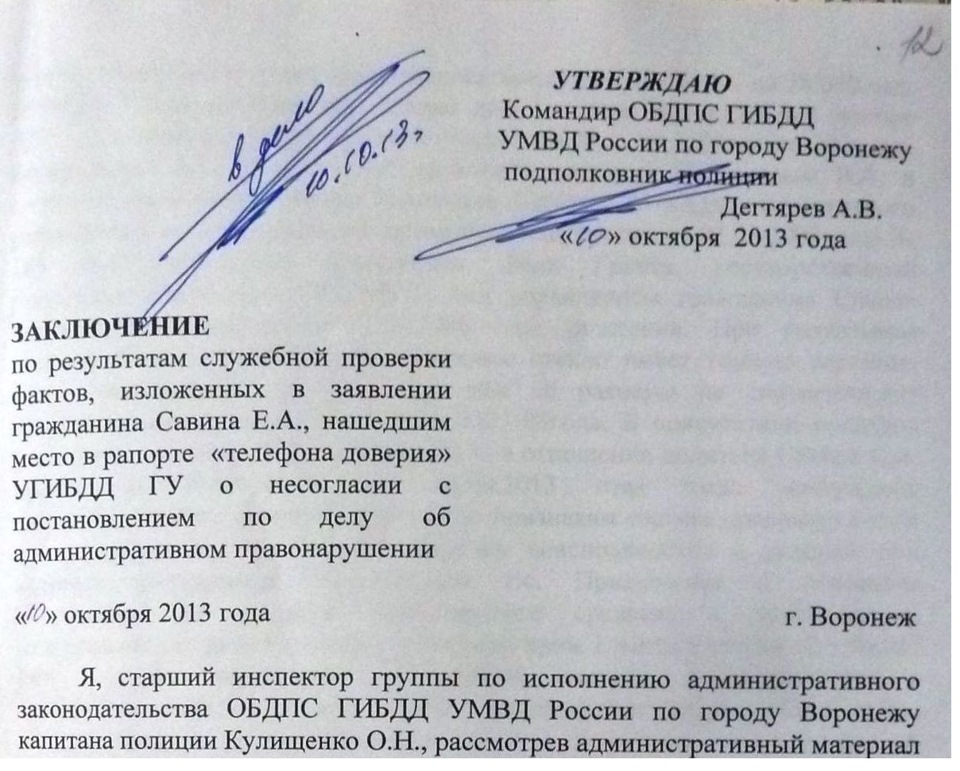 12
УТВЕРЖДАЮ
Командир ОБДПС ГИБДД
УМВД России по городу Воронежу
подполковник полиции
Дегтярев А.В.
«10» октября 2013 года
в дело
10.10.13г
ЗАКЛЮЧЕНИЕ
по результатам служебной проверки
фактов, изложенных в заявлении
гражданина Савина Е.А., нашедшим
место в рапорте «телефона доверия»
УГИБДД ГУ о несогласии с
постановлением по делу об
административном правонарушении
«10» октября 2013 года г. Воронеж
Я, старший инспектор группы по исполнению административного
законодательства ОБДПС ГИБДД УМВД России по городу Воронежу
капитана полиции Кулищенко О.Н., рассмотрев административный материал